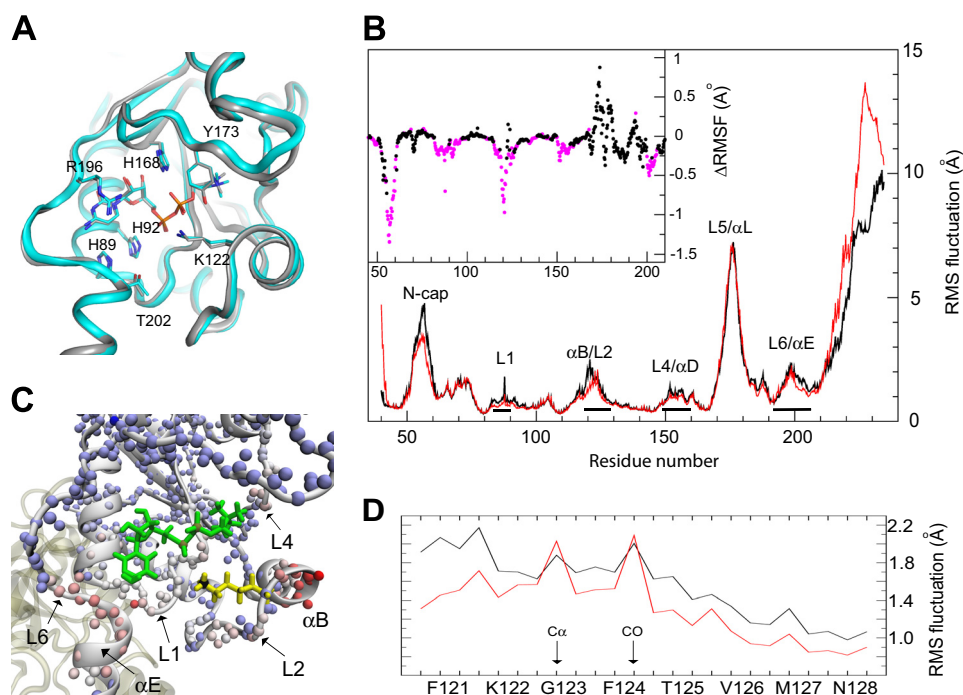 A
Y173
H168
R196
H92
H89
K122
T202
B
15
10
5
0
RMS fluctuation (Å)
0.5
0
-0.5
-1
-1.5
ΔRMSF (Å)
50 100 150 200
N-cap
L1
αB/L2
L4/αD
L5/αL
L6/αE
50 100 150 200
Residue number
C
L4
L6
αB
L1
L2
αE
D
2.2
1.8
1.4
1.0
RMS fluctuation (Å)
Cα
CO
F121 K122 G123 F124 T125 V126 M127 N128